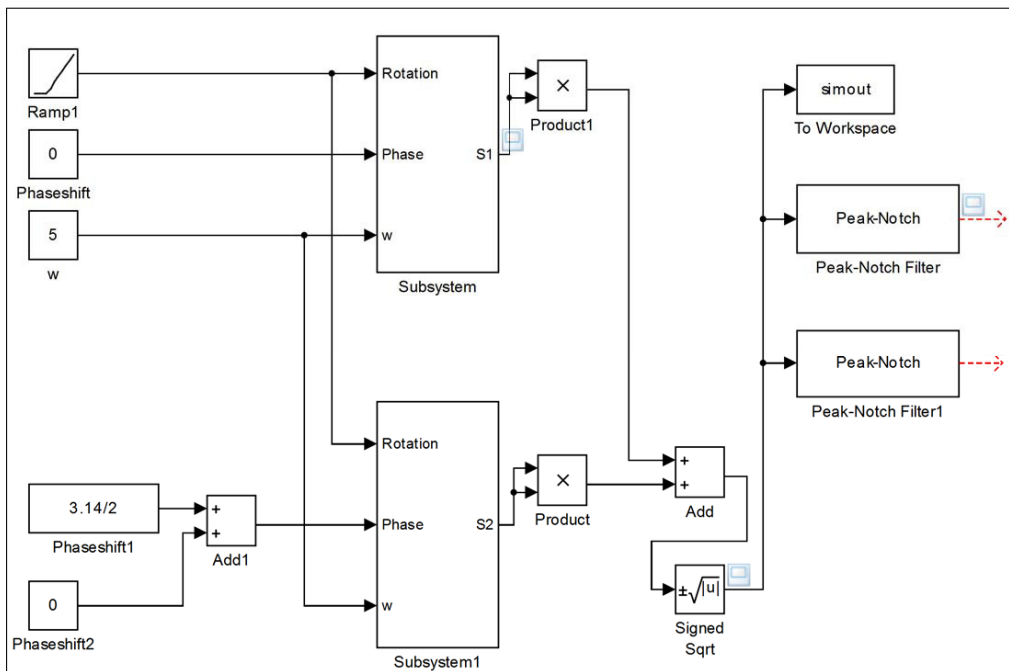 Ramp1
0
Phaseshift
5
w
Rotation
Phase
S1
w
Subsystem
×
Product1
simout
To Workspace
Peak-Notch
Peak-Notch Filter
Peak-Notch
Peak-Notch Filter1
3.14/2
Phaseshift1
0
Phaseshift2
+
+
Add1
Rotation
Phase
S2
w
Subsystem1
×
Product
+
+
Add
±√|u|
Signed
Sqrt